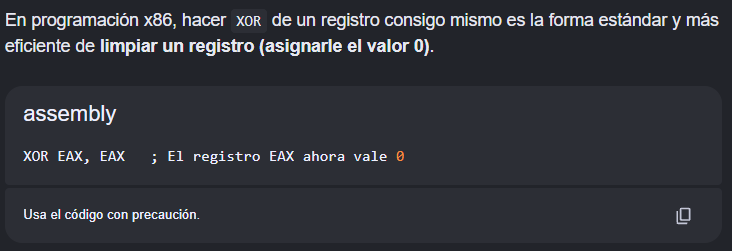 En programación x86, hacer XOR de un registro consigo mismo es la forma estándar y más
eficiente de limpiar un registro (asignarle el valor 0).
assembly
XOR EAX, EAX   ; El registro EAX ahora vale 0
Usa el código con precaución.